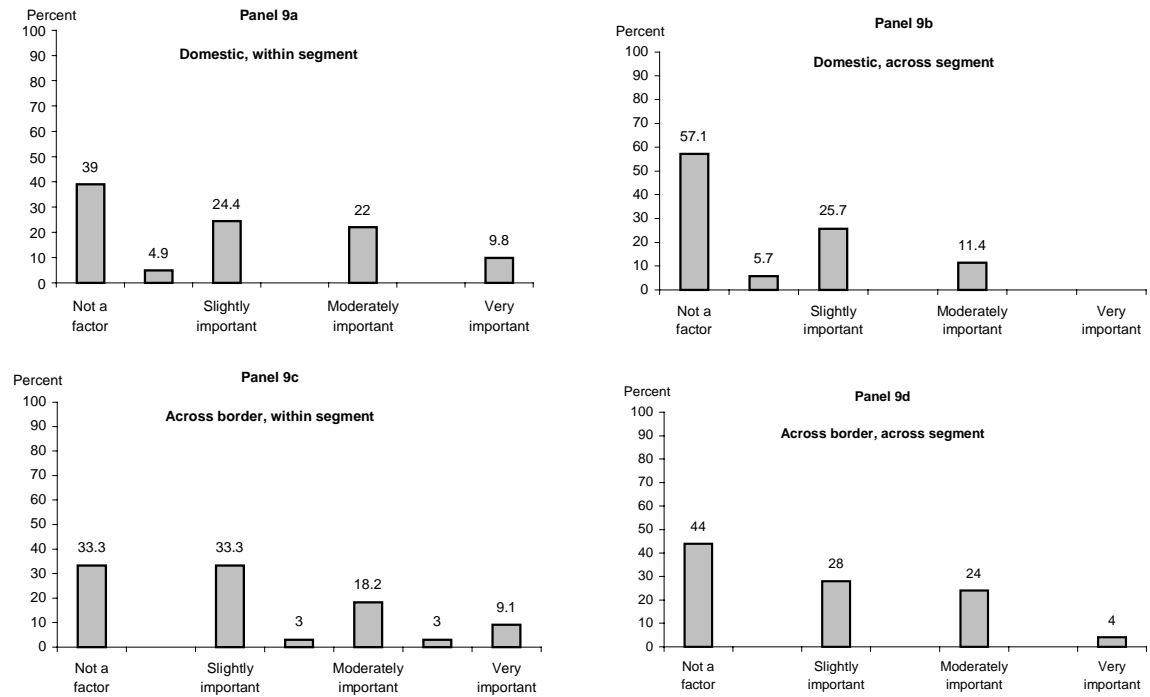 Panel 9a
Percent
Domestic, within segment
100
90
80
70
60
50
40
30
20
10
0
39
4.9
24.4
22
9.8
Not a factor
Slightly important
Moderately important
Very important
Panel 9b
Percent
Domestic, across segment
100
90
80
70
60
50
40
30
20
10
0
57.1
5.7
25.7
11.4
Not a factor
Slightly important
Moderately important
Very important
Panel 9c
Percent
Across border, within segment
100
90
80
70
60
50
40
30
20
10
0
33.3
33.3
3
18.2
3
9.1
Not a factor
Slightly important
Moderately important
Very important
Panel 9d
Percent
Across border, across segment
100
90
80
70
60
50
40
30
20
10
0
44
28
24
4
Not a factor
Slightly important
Moderately important
Very important